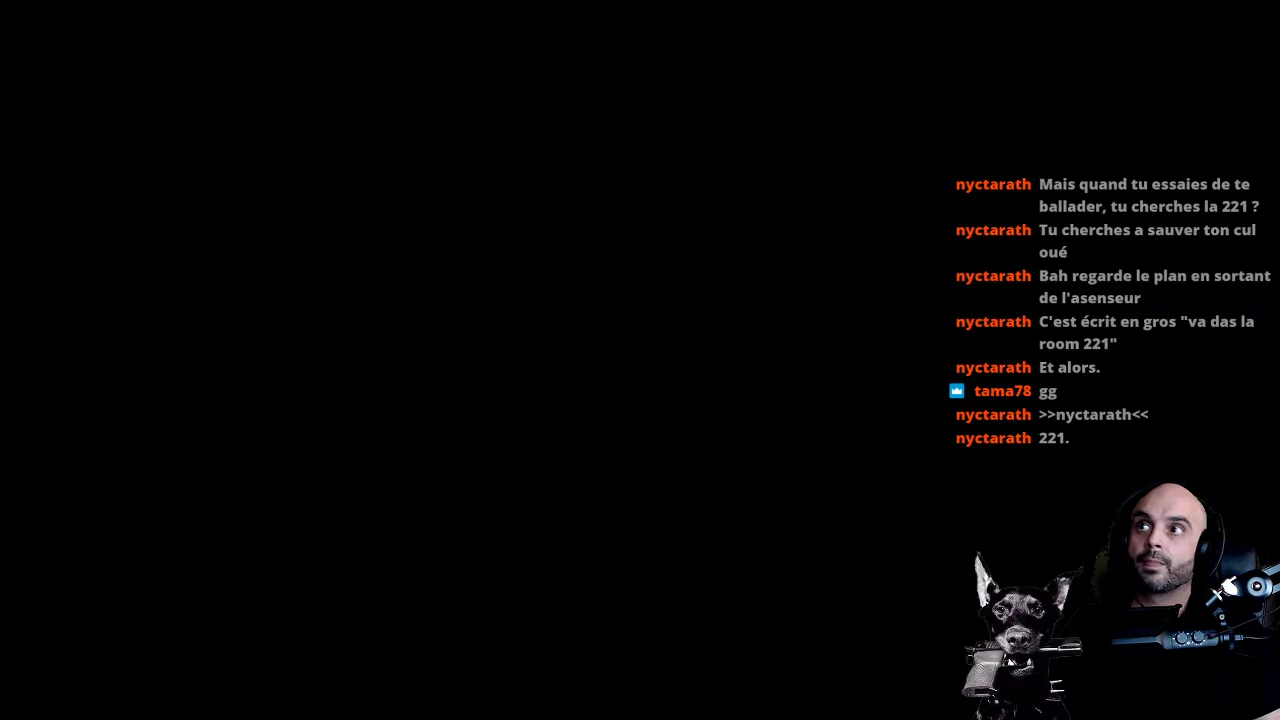 nyctarath Mais quand tu essaies de te
ballader, tu cherches la 221 ?
nyctarath Tu cherches a sauver ton cul
oué
nyctarath Bah regarde le plan en sortant
de l'asenseur
nyctarath C'est écrit en gros "va das la
room 221"
nyctarath Et alors.
tama78 gg
nyctarath >>nyctarath<<
nyctarath 221.